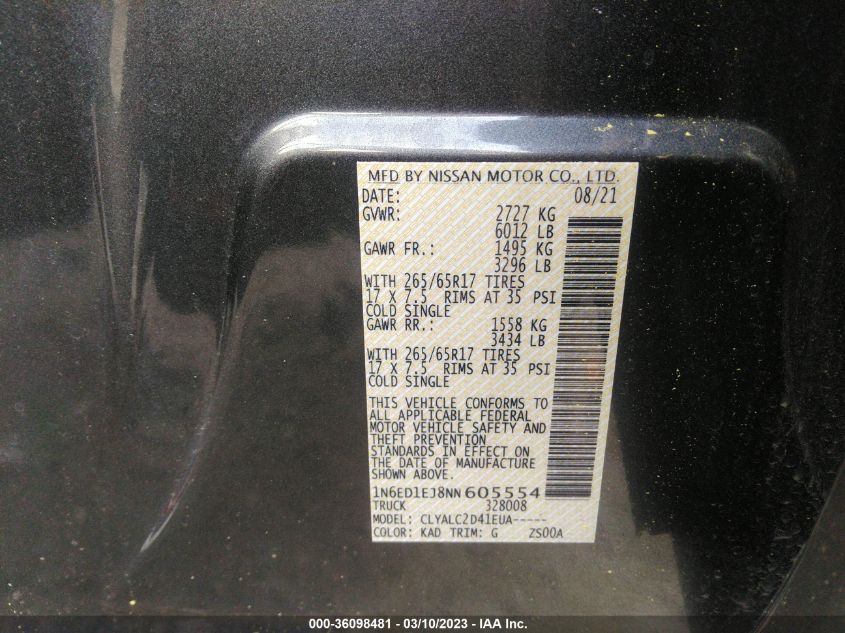 MFD BY NISSAN MOTOR CO., LTD.
DATE: 08/21
GVWR: 2727 KG
6012 LB
GAWR FR.: 1495 KG
3296 LB
WITH 265/65R17 TIRES
17 X 7.5 RIMS AT 35 PSI
COLD SINGLE
GAWR RR.: 1558 KG
3434 LB
WITH 265/65R17 TIRES
17 X 7.5 RIMS AT 35 PSI
COLD SINGLE
THIS VEHICLE CONFORMS TO
ALL APPLICABLE FEDERAL
MOTOR VEHICLE SAFETY AND
THEFT PREVENTION
STANDARDS IN EFFECT ON
THE DATE OF MANUFACTURE
SHOWN ABOVE.
1N6ED1EJ8NN605554
TRUCK 328008
MODEL: CLYALC2D41EUA-----
COLOR: KAD TRIM: G ZS00A
000-36098481 — 03/10/2023 — IAA Inc.